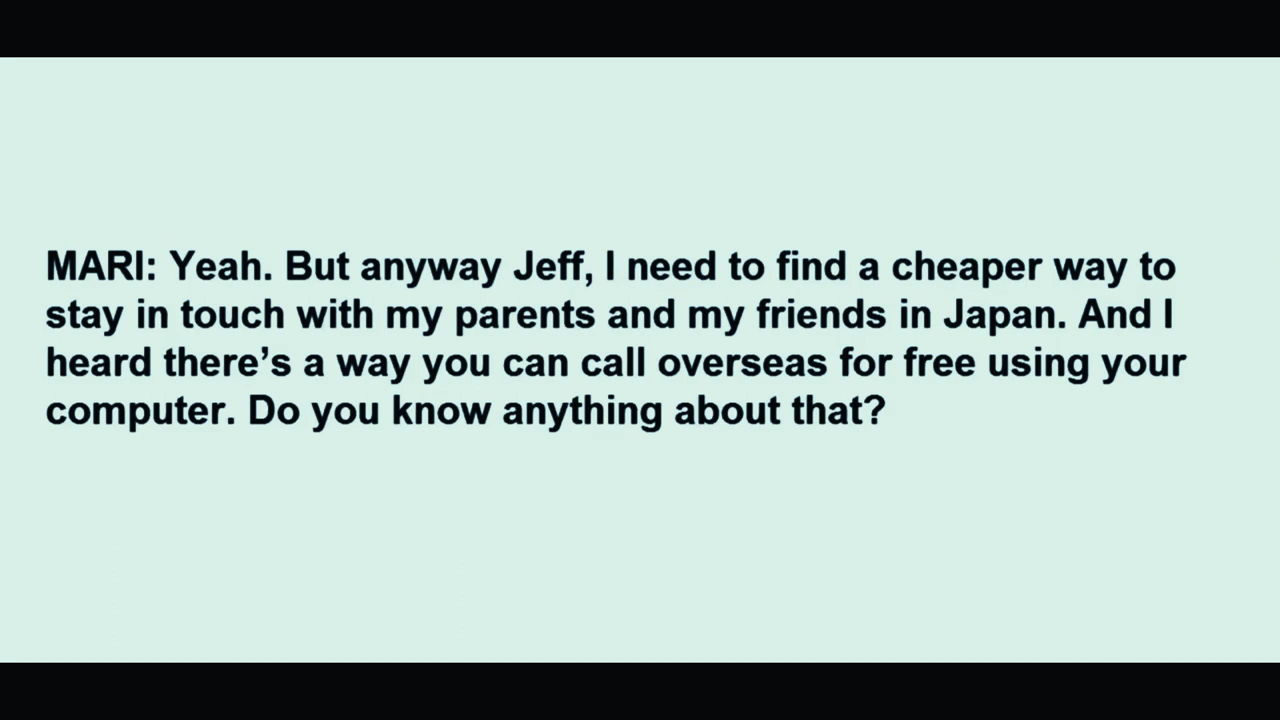 MARI: Yeah. But anyway Jeff, I need to find a cheaper way to
stay in touch with my parents and my friends in Japan. And I
heard there’s a way you can call overseas for free using your
computer. Do you know anything about that?